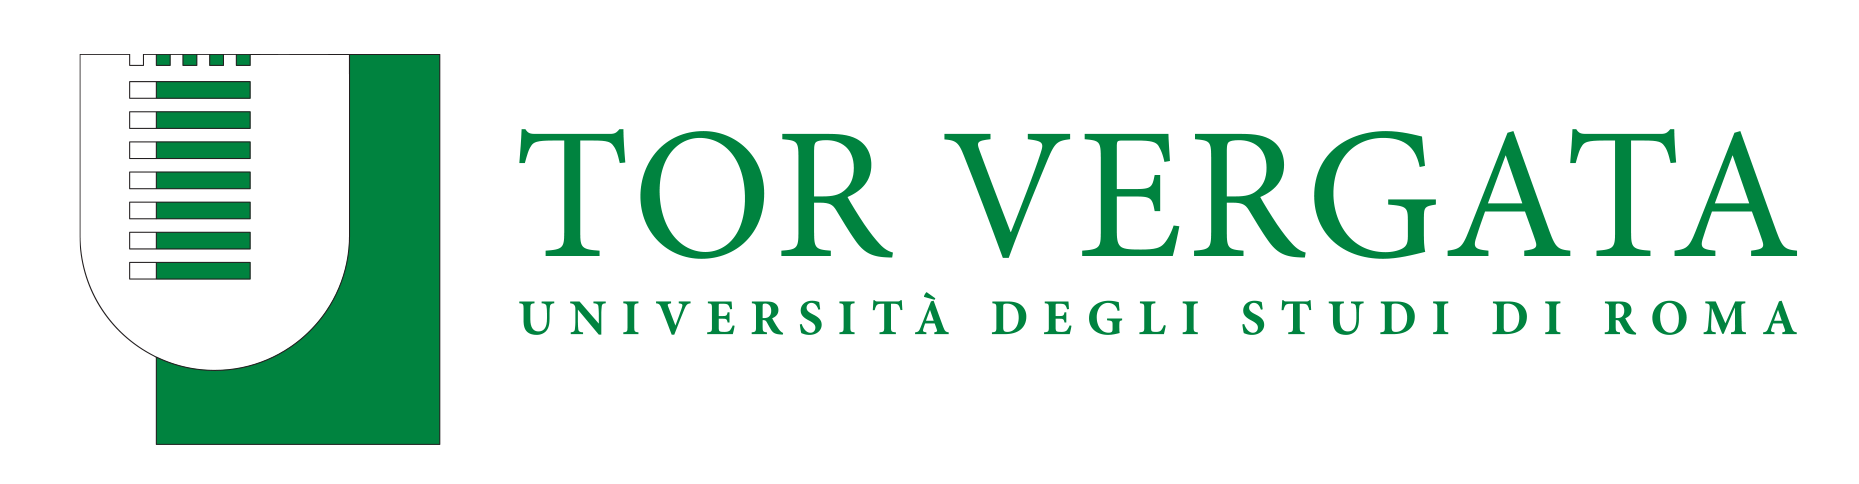 TOR VERGATA
UNIVERSITÀ DEGLI STUDI DI ROMA